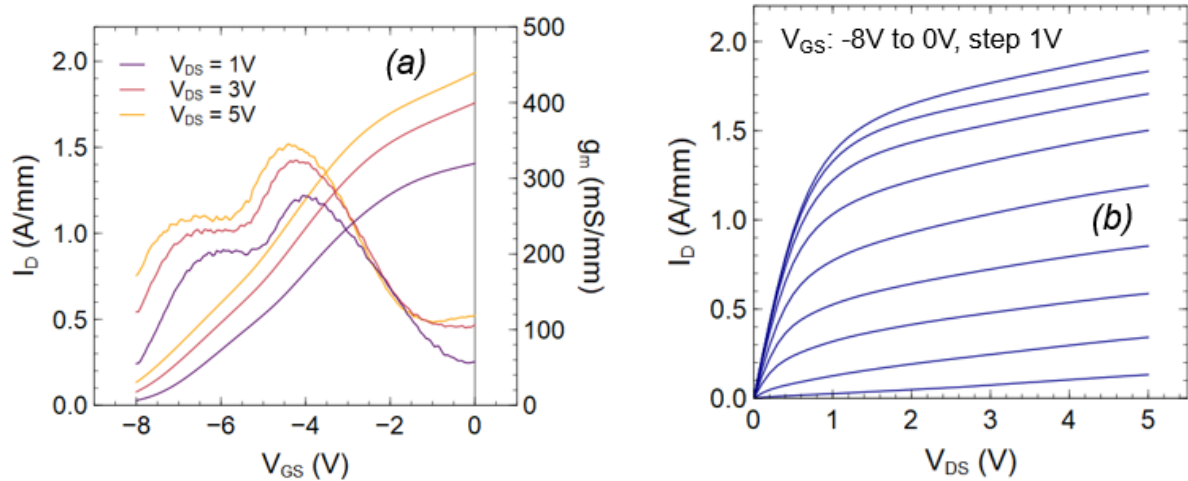 (a)
V_DS = 1V
V_DS = 3V
V_DS = 5V
I_D (A/mm)
2.0
1.5
1.0
0.5
0.0
500
400
300
200
100
0
g_m (mS/mm)
−8 −6 −4 −2 0
V_GS (V)
V_GS: -8V to 0V, step 1V
(b)
I_D (A/mm)
2.0
1.5
1.0
0.5
0.0
0 1 2 3 4 5
V_DS (V)